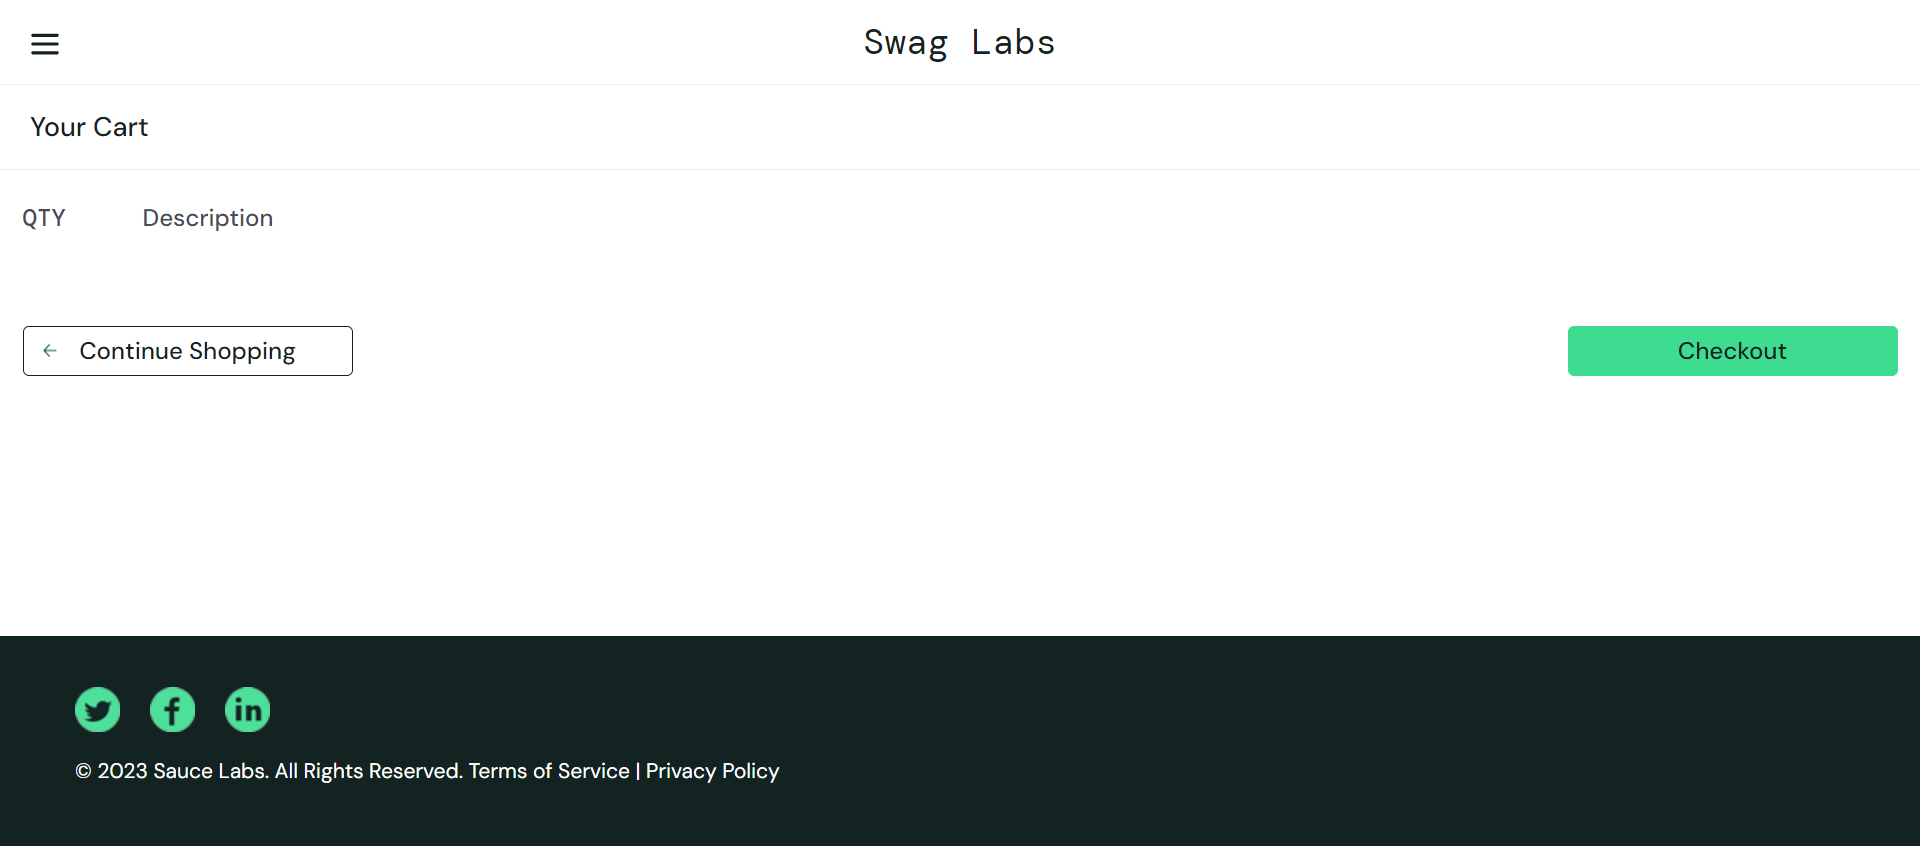 Swag Labs
Your Cart
QTY Description
Continue Shopping
Checkout
© 2023 Sauce Labs. All Rights Reserved. Terms of Service | Privacy Policy